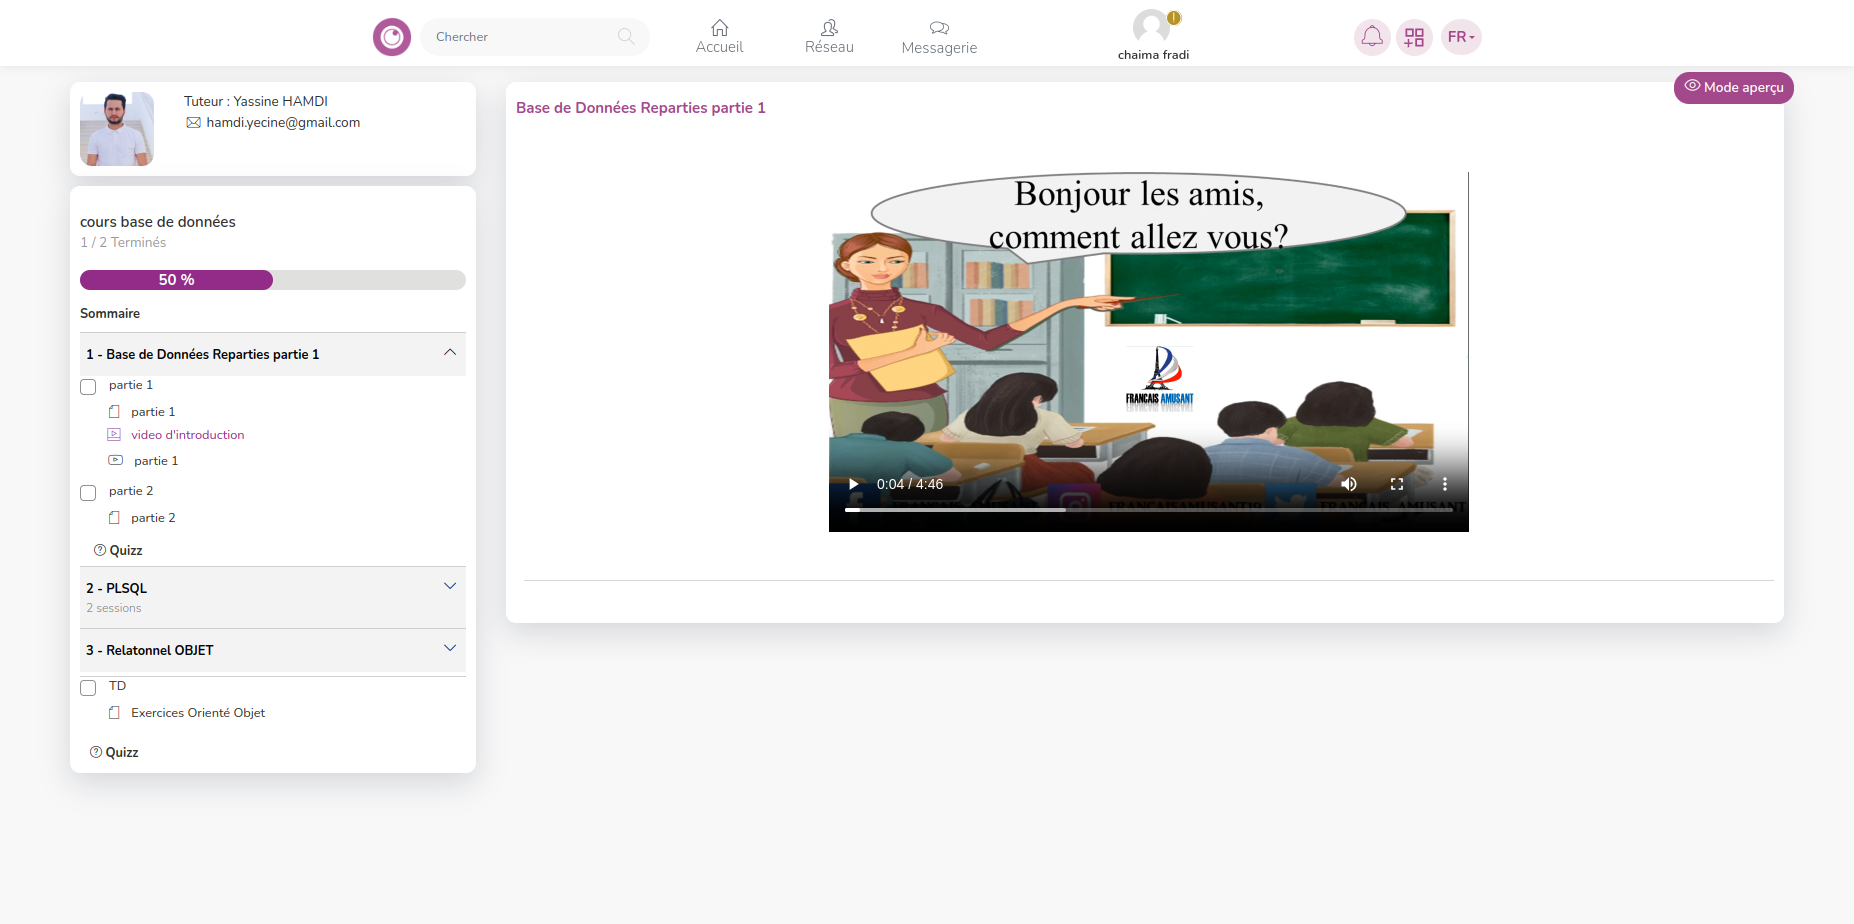 Chercher
Accueil
Réseau
Messagerie
!
chaima fradi
FR
Tuteur : Yassine HAMDI
hamdi.yecine@gmail.com
Mode aperçu
Base de Données Reparties partie 1
cours base de données
1 / 2 Terminés
50 %
Sommaire
1 - Base de Données Reparties partie 1
partie 1
partie 1
video d'introduction
partie 1
partie 2
partie 2
Quizz
2 - PLSQL
2 sessions
3 - Relatonnel OBJET
TD
Exercices Orienté Objet
Quizz
Bonjour les amis,
comment allez vous?
FRANCAIS AMUSANT
0:04 / 4:46
FRANCAISAMUSANT19
FRANCAIS_AMUSANT